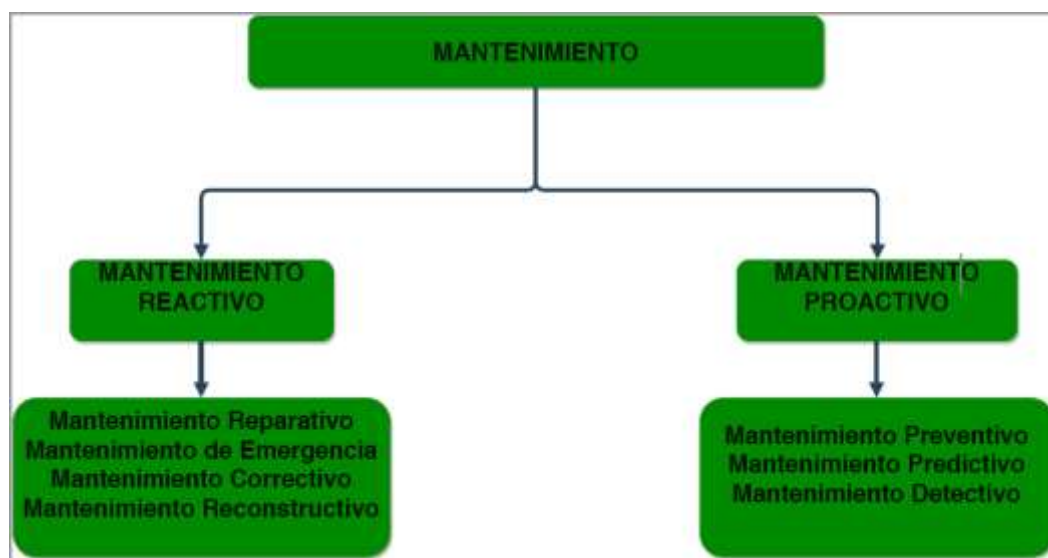 MANTENIMIENTO
MANTENIMIENTO
REACTIVO
MANTENIMIENTO
PROACTIVO
Mantenimiento Reparativo
Mantenimiento de Emergencia
Mantenimiento Correctivo
Mantenimiento Reconstructivo
Mantenimiento Preventivo
Mantenimiento Predictivo
Mantenimiento Detectivo